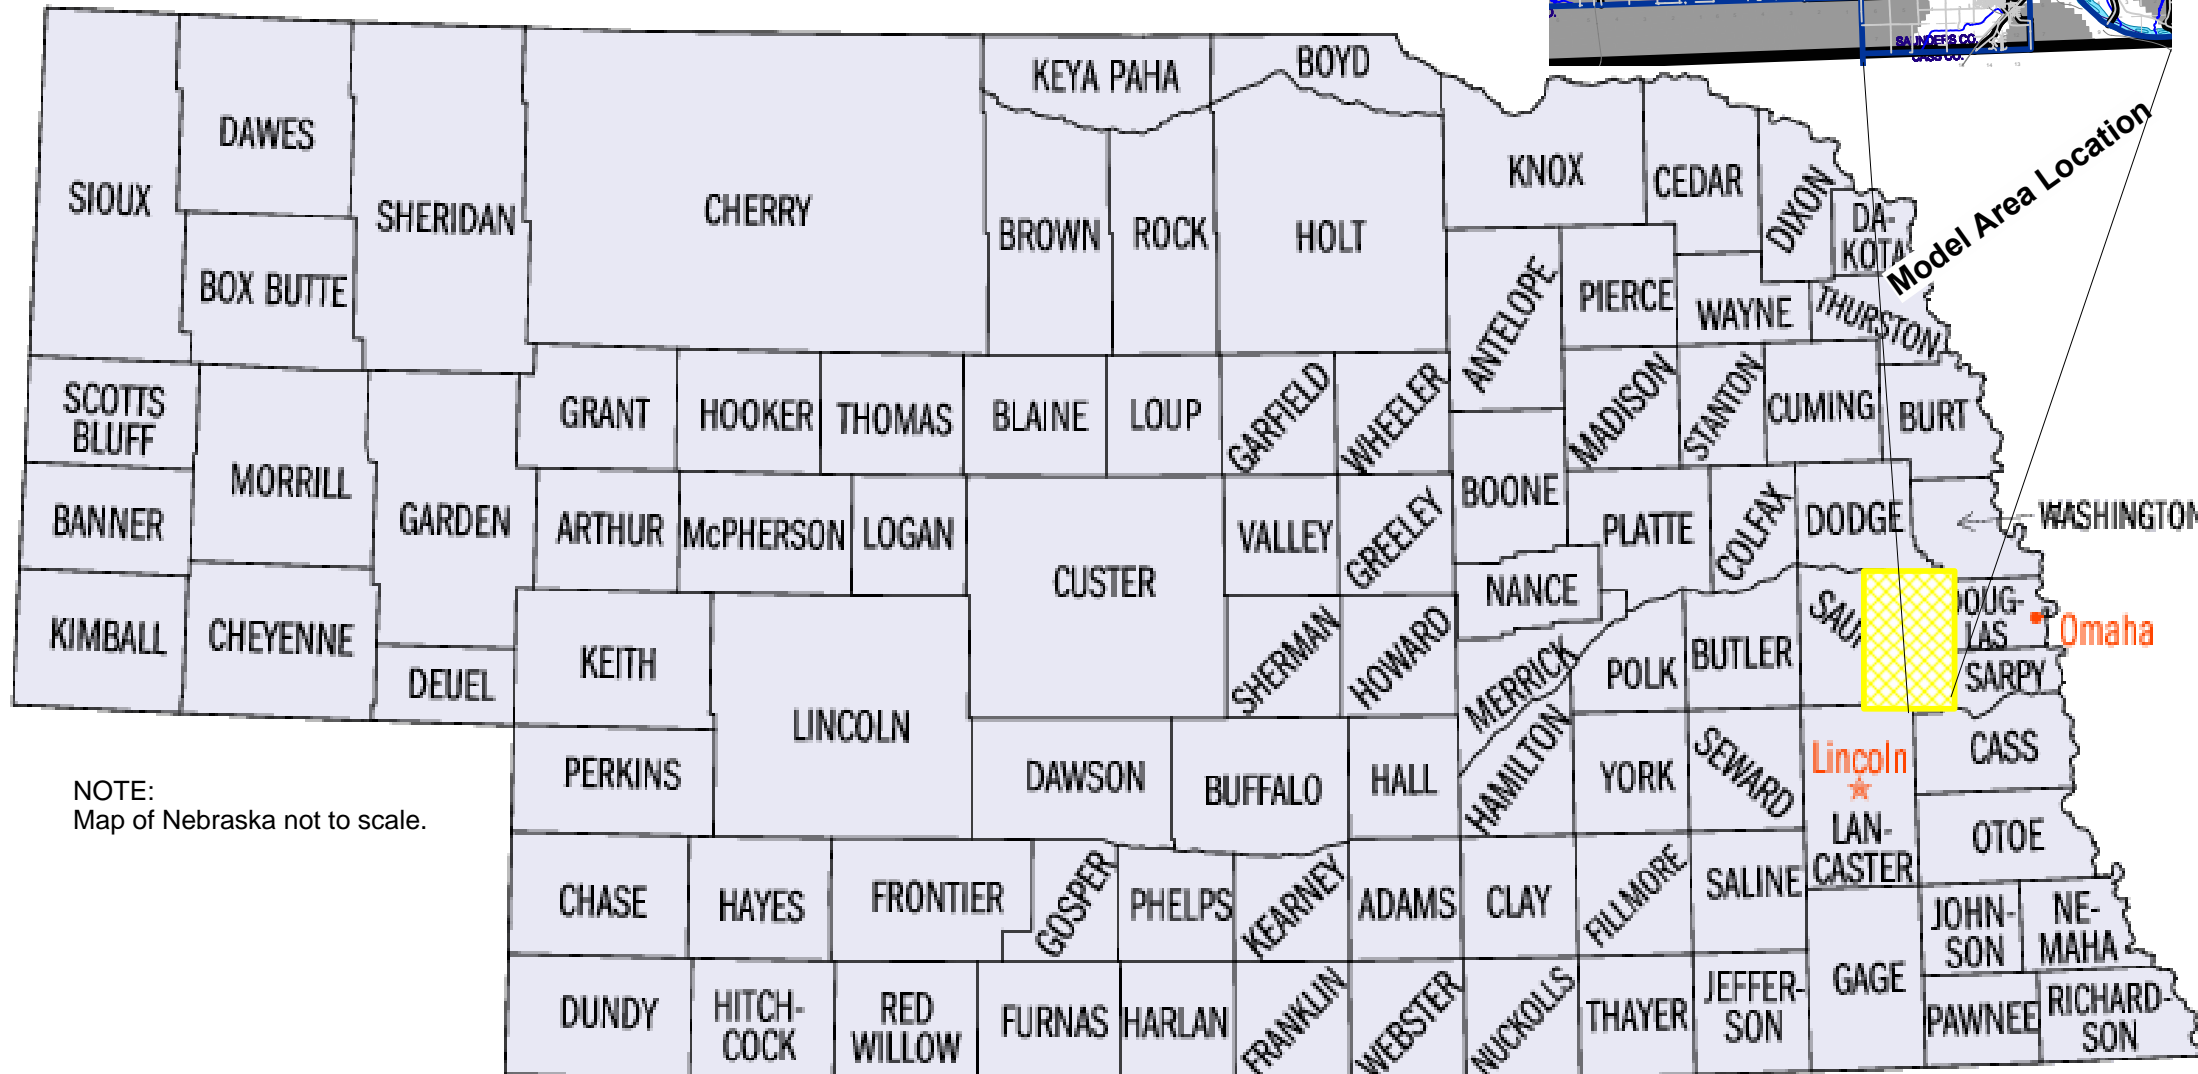 SAUNDERS CO.
CASS CO.
Model Area Location
KEYA PAHA
BOYD
DAWES
SIOUX
SHERIDAN
CHERRY
BROWN
ROCK
HOLT
KNOX
CEDAR
DIXON
DA-
KOTA
BOX BUTTE
ANTELOPE
PIERCE
WAYNE
THURSTON
SCOTTS
BLUFF
GRANT
HOOKER
THOMAS
BLAINE
LOUP
GARFIELD
WHEELER
MADISON
STANTON
CUMING
BURT
MORRILL
BANNER
GARDEN
ARTHUR
McPHERSON
LOGAN
CUSTER
VALLEY
GREELEY
BOONE
PLATTE
COLFAX
DODGE
WASHINGTON
NANCE
KIMBALL
CHEYENNE
DEUEL
KEITH
LINCOLN
SHERMAN
HOWARD
MERRICK
POLK
BUTLER
SAU
DOUG-
LAS
Omaha
SARPY
PERKINS
DAWSON
BUFFALO
HALL
HAMILTON
YORK
SEWARD
Lincoln
LAN-
CASTER
CASS
OTOE
NOTE:
Map of Nebraska not to scale.
CHASE
HAYES
FRONTIER
GOSPER
PHELPS
KEARNEY
ADAMS
CLAY
FILLMORE
SALINE
JOHN-
SON
NE-
MAHA
DUNDY
HITCH-
COCK
RED
WILLOW
FURNAS
HARLAN
FRANKLIN
WEBSTER
NUCKOLLS
THAYER
JEFFER-
SON
GAGE
PAWNEE
RICHARD-
SON